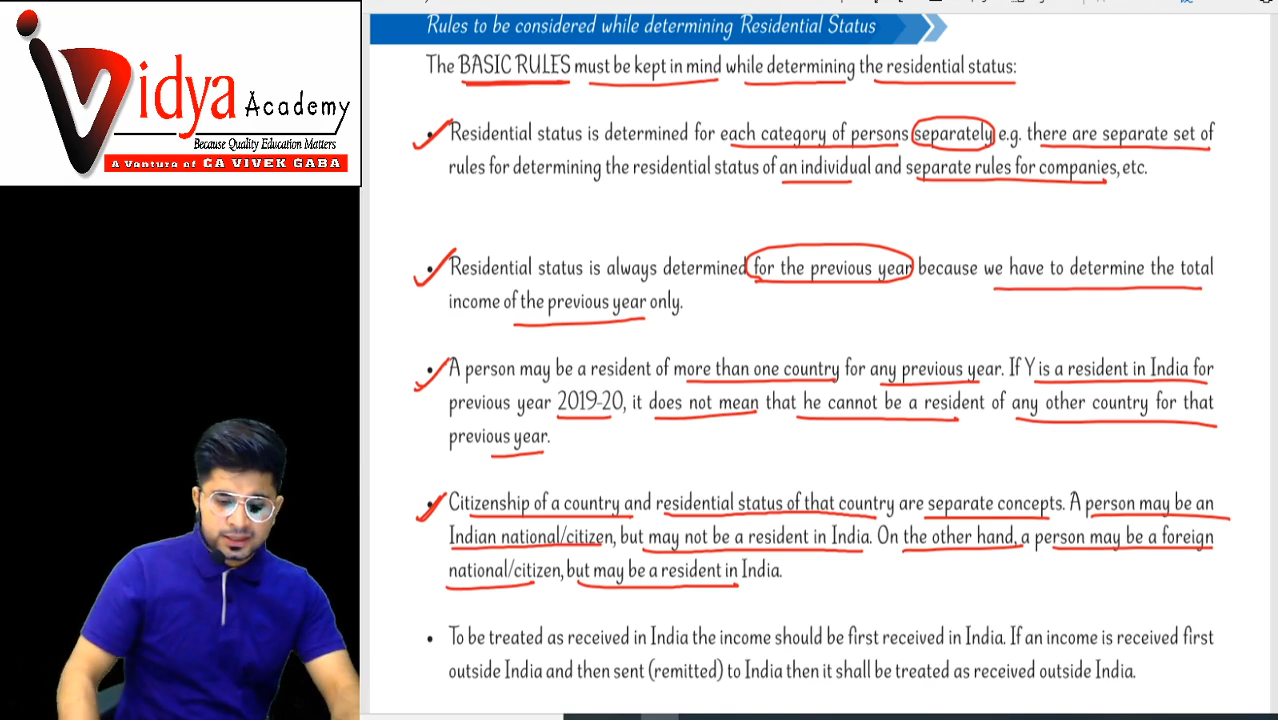 Vidya Academy
Because Quality Education Matters
A Vantura of CA VIVEK GABA
Rules to be considered while determining Residential Status
The BASIC RULES must be kept in mind while determining the residential status:
• Residential status is determined for each category of persons separately e.g. there are separate set of
rules for determining the residential status of an individual and separate rules for companies, etc.
• Residential status is always determined for the previous year because we have to determine the total
income of the previous year only.
• A person may be a resident of more than one country for any previous year. If Y is a resident in India for
previous year 2019-20, it does not mean that he cannot be a resident of any other country for that
previous year.
• Citizenship of a country and residential status of that country are separate concepts. A person may be an
Indian national/citizen, but may not be a resident in India. On the other hand, a person may be a foreign
national/citizen, but may be a resident in India.
• To be treated as received in India the income should be first received in India. If an income is received first
outside India and then sent (remitted) to India then it shall be treated as received outside India.